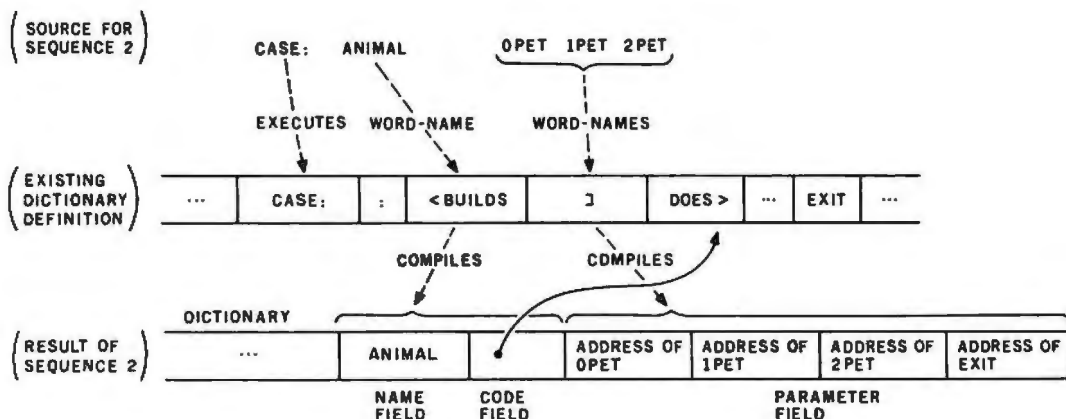 (SOURCE FOR
SEQUENCE 2)
CASE: ANIMAL 0PET 1PET 2PET
EXECUTES WORD-NAME WORD-NAMES
(EXISTING
DICTIONARY
DEFINITION)
... CASE: : <BUILDS ] DOES> ... EXIT ...
COMPILES COMPILES
DICTIONARY
(RESULT OF
SEQUENCE 2)
... ANIMAL ADDRESS OF 0PET ADDRESS OF 1PET ADDRESS OF 2PET ADDRESS OF EXIT
NAME FIELD CODE FIELD PARAMETER FIELD